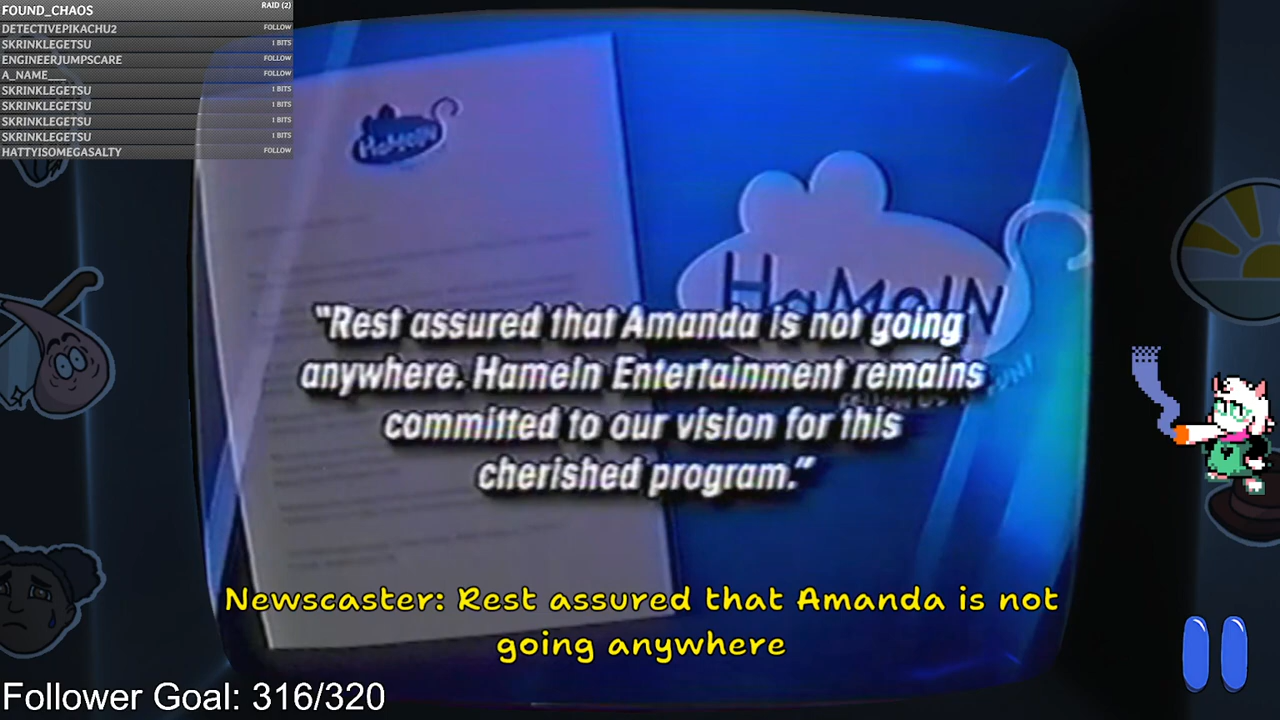 FOUND_CHAOS RAID (2)
DETECTIVEPIKACHU2 FOLLOW
SKRINKLEGETSU 1 BITS
ENGINEERJUMPSCARE FOLLOW
A_NAME___ FOLLOW
SKRINKLEGETSU 1 BITS
SKRINKLEGETSU 1 BITS
SKRINKLEGETSU 1 BITS
SKRINKLEGETSU 1 BITS
HATTYISOMEGASALTY FOLLOW
HaMelN
HaMelN
"Rest assured that Amanda is not going
anywhere. Hameln Entertainment remains
committed to our vision for this
cherished program."
Newscaster: Rest assured that Amanda is not
going anywhere
Follower Goal: 316/320